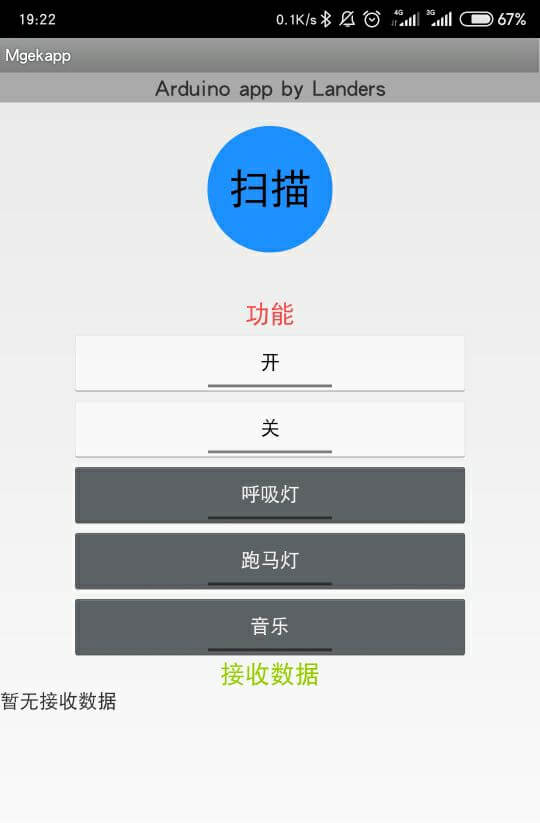 19:22 0.1K/s 4G 3G 67%
Mgekapp
Arduino app by Landers
扫描
功能
开
关
呼吸灯
跑马灯
音乐
接收数据
暂无接收数据